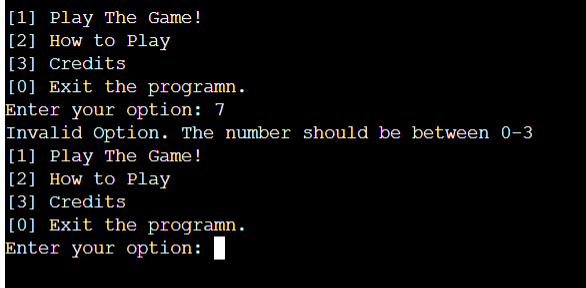 [1] Play The Game!
[2] How to Play
[3] Credits
[0] Exit the programn.
Enter your option: 7
Invalid Option. The number should be between 0-3
[1] Play The Game!
[2] How to Play
[3] Credits
[0] Exit the programn.
Enter your option: